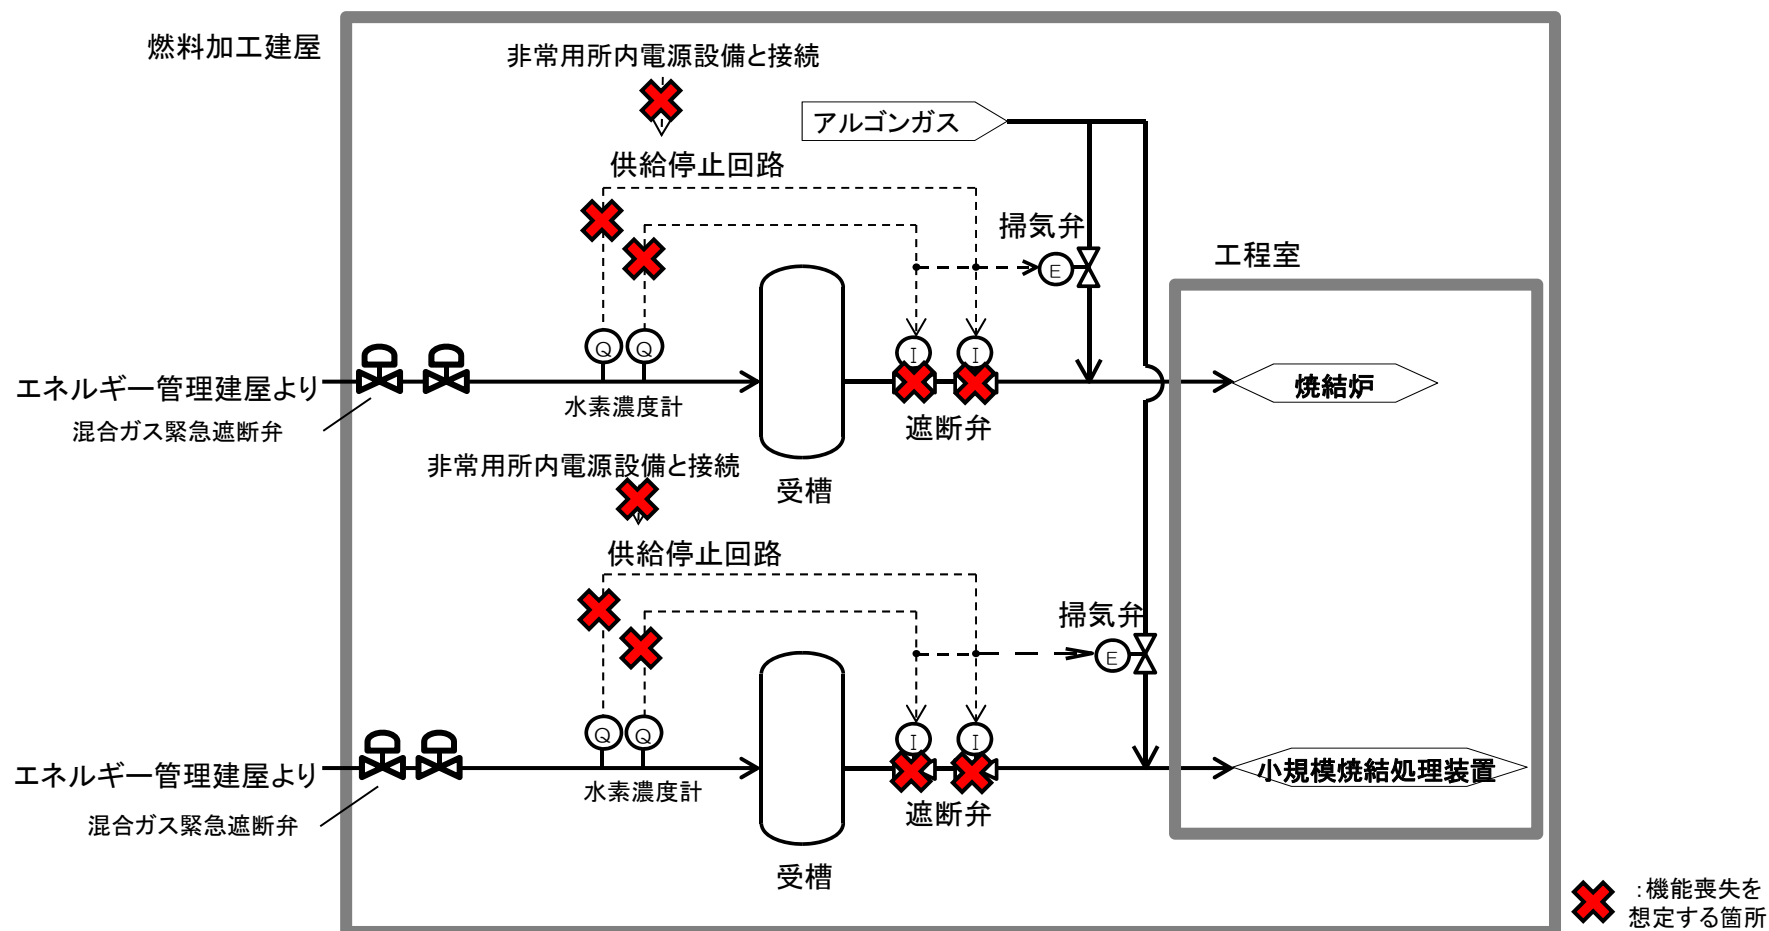 燃料加工建屋
非常用所内電源設備と接続
アルゴンガス
供給停止回路
掃気弁
E
工程室
Q
Q
I
I
エネルギー管理建屋より
焼結炉
水素濃度計
混合ガス緊急遮断弁
遮断弁
非常用所内電源設備と接続
受槽
供給停止回路
掃気弁
E
Q
Q
I
I
エネルギー管理建屋より
小規模焼結処理装置
水素濃度計
混合ガス緊急遮断弁
遮断弁
受槽
:機能喪失を
想定する箇所